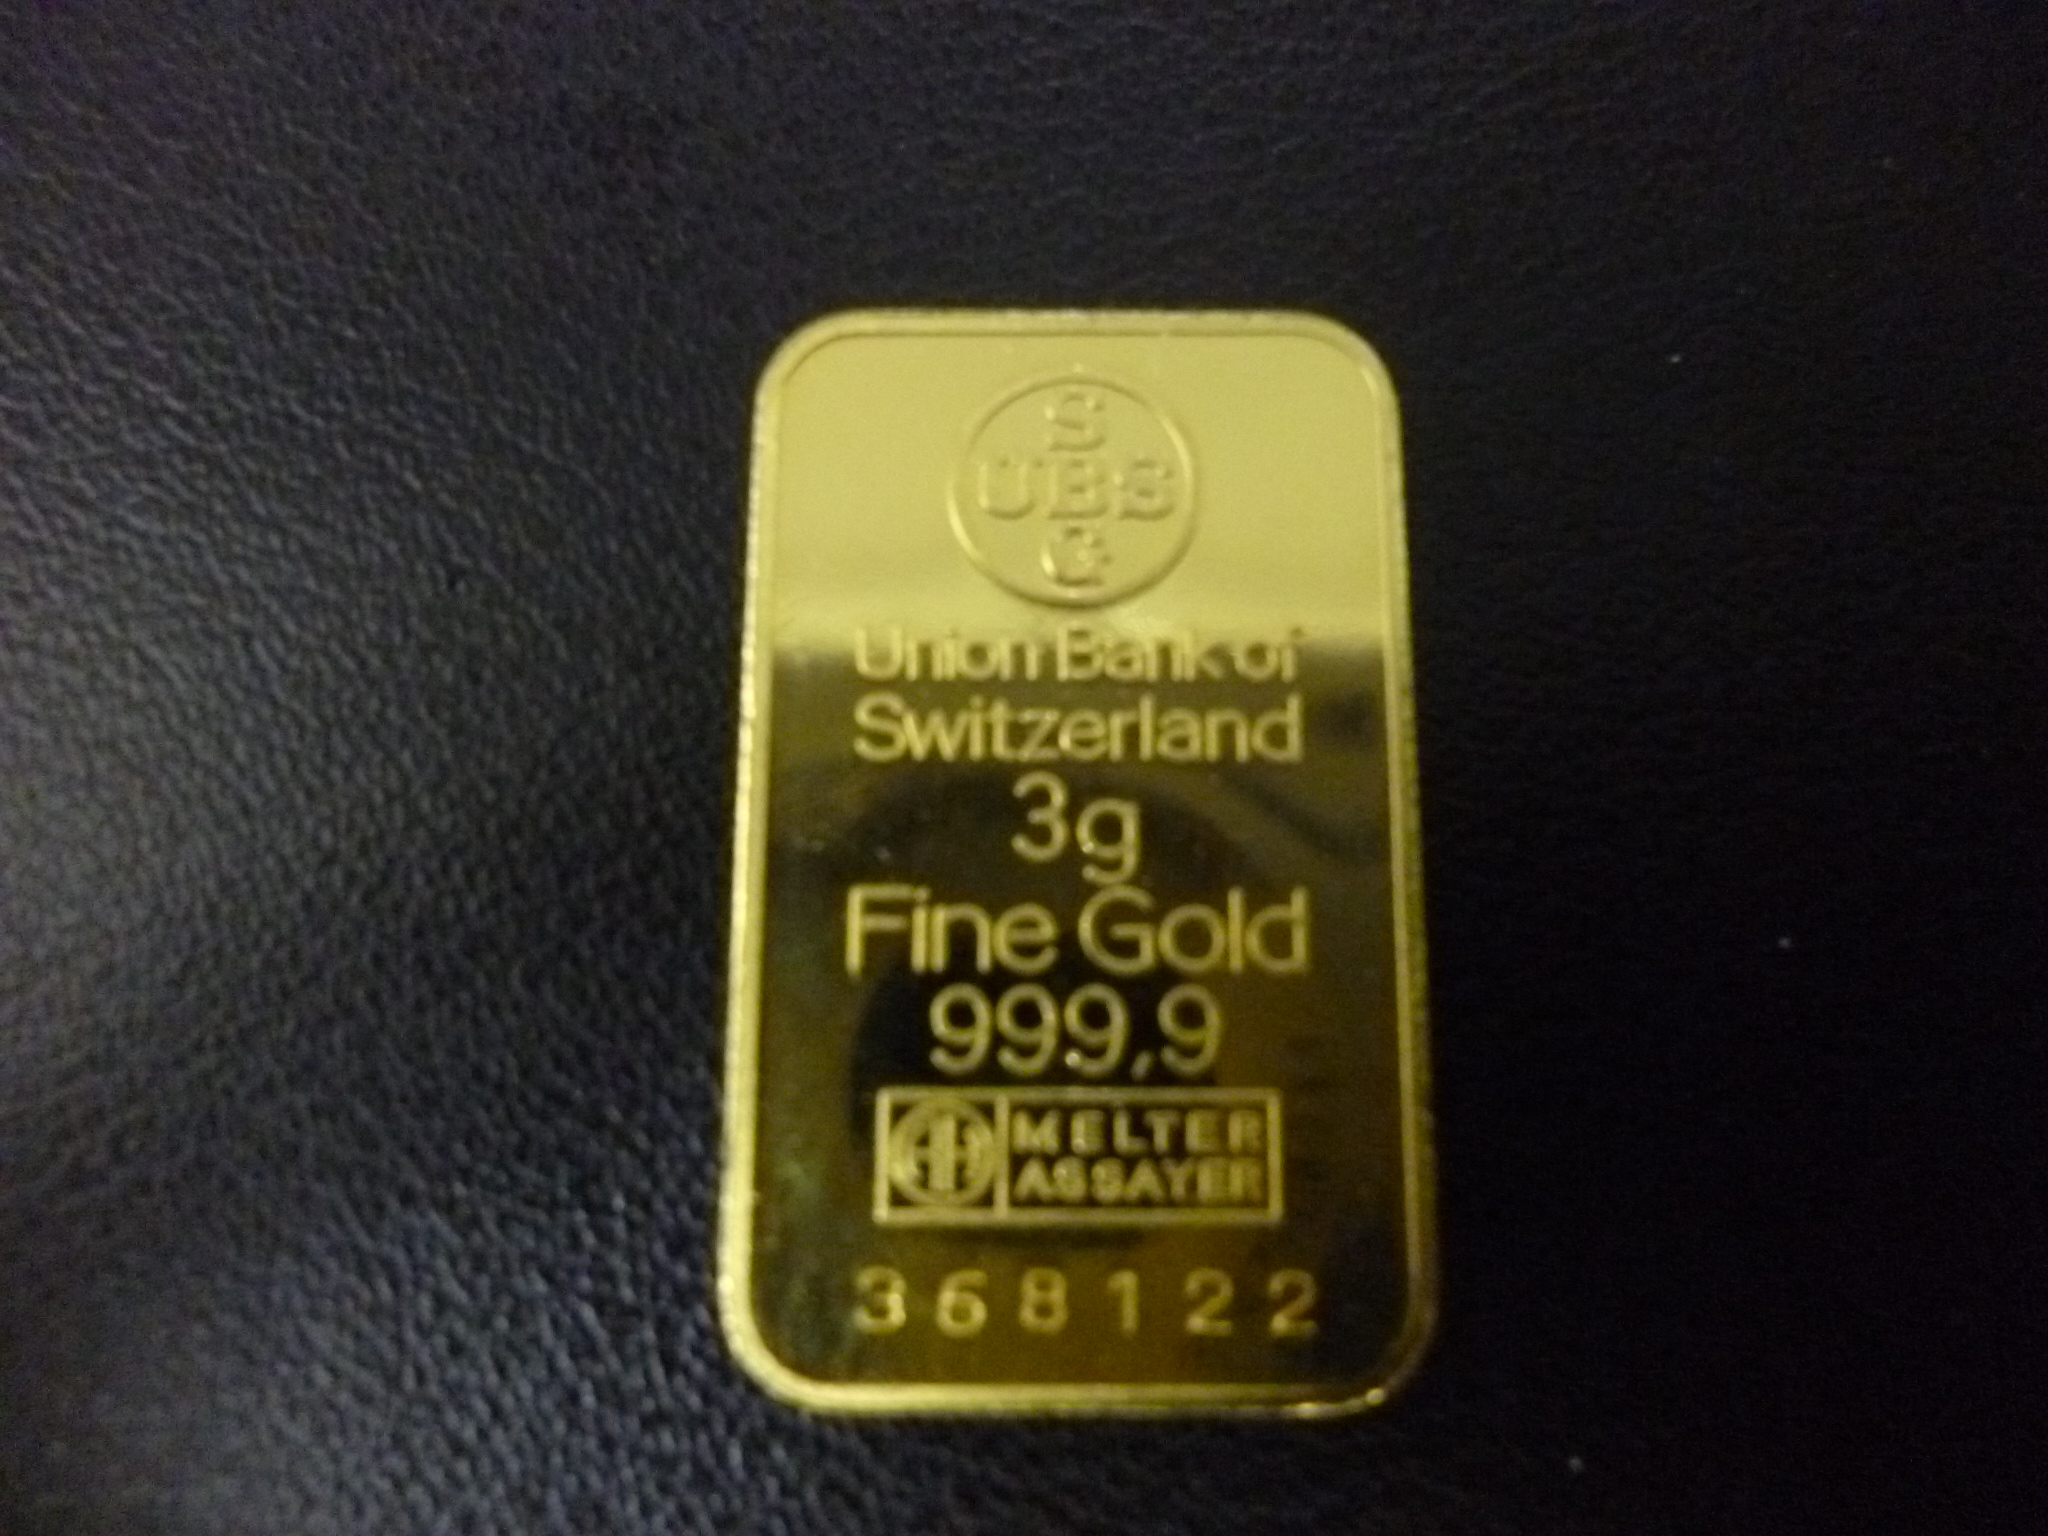 S
UBS
G
Union Bank of
Switzerland
3g
Fine Gold
999,9
MELTER
ASSAYER
368122